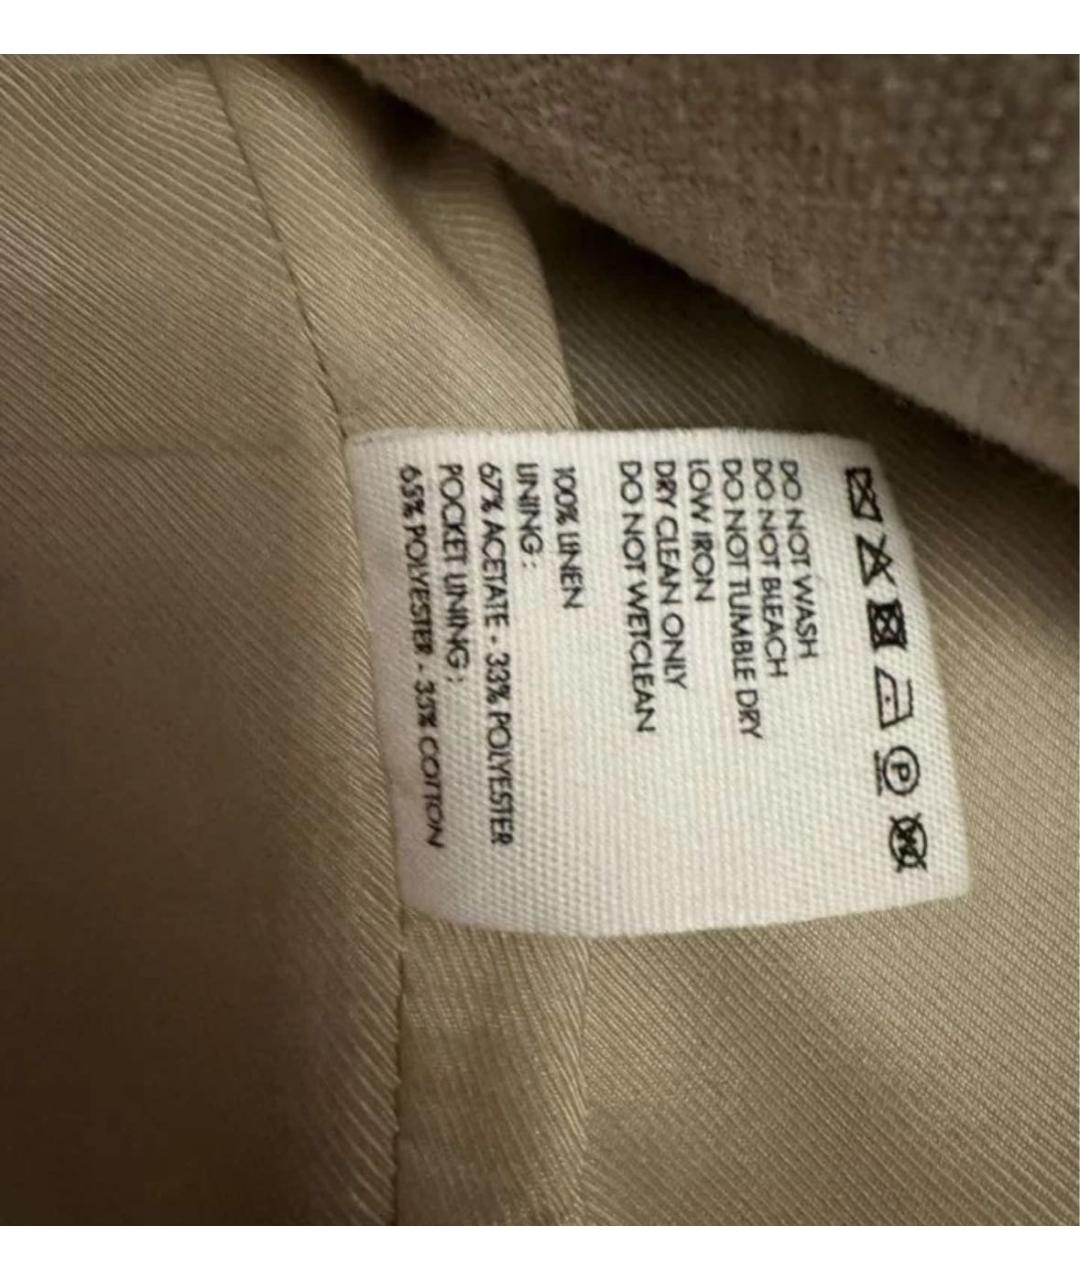 DO NOT WASH
DO NOT BLEACH
DO NOT TUMBLE DRY
LOW IRON
DRY CLEAN ONLY
DO NOT WETCLEAN
100% LINEN
LINING :
67% ACETATE - 33% POLYESTER
POCKET LINING :
65% POLYESTER - 35% COTTON